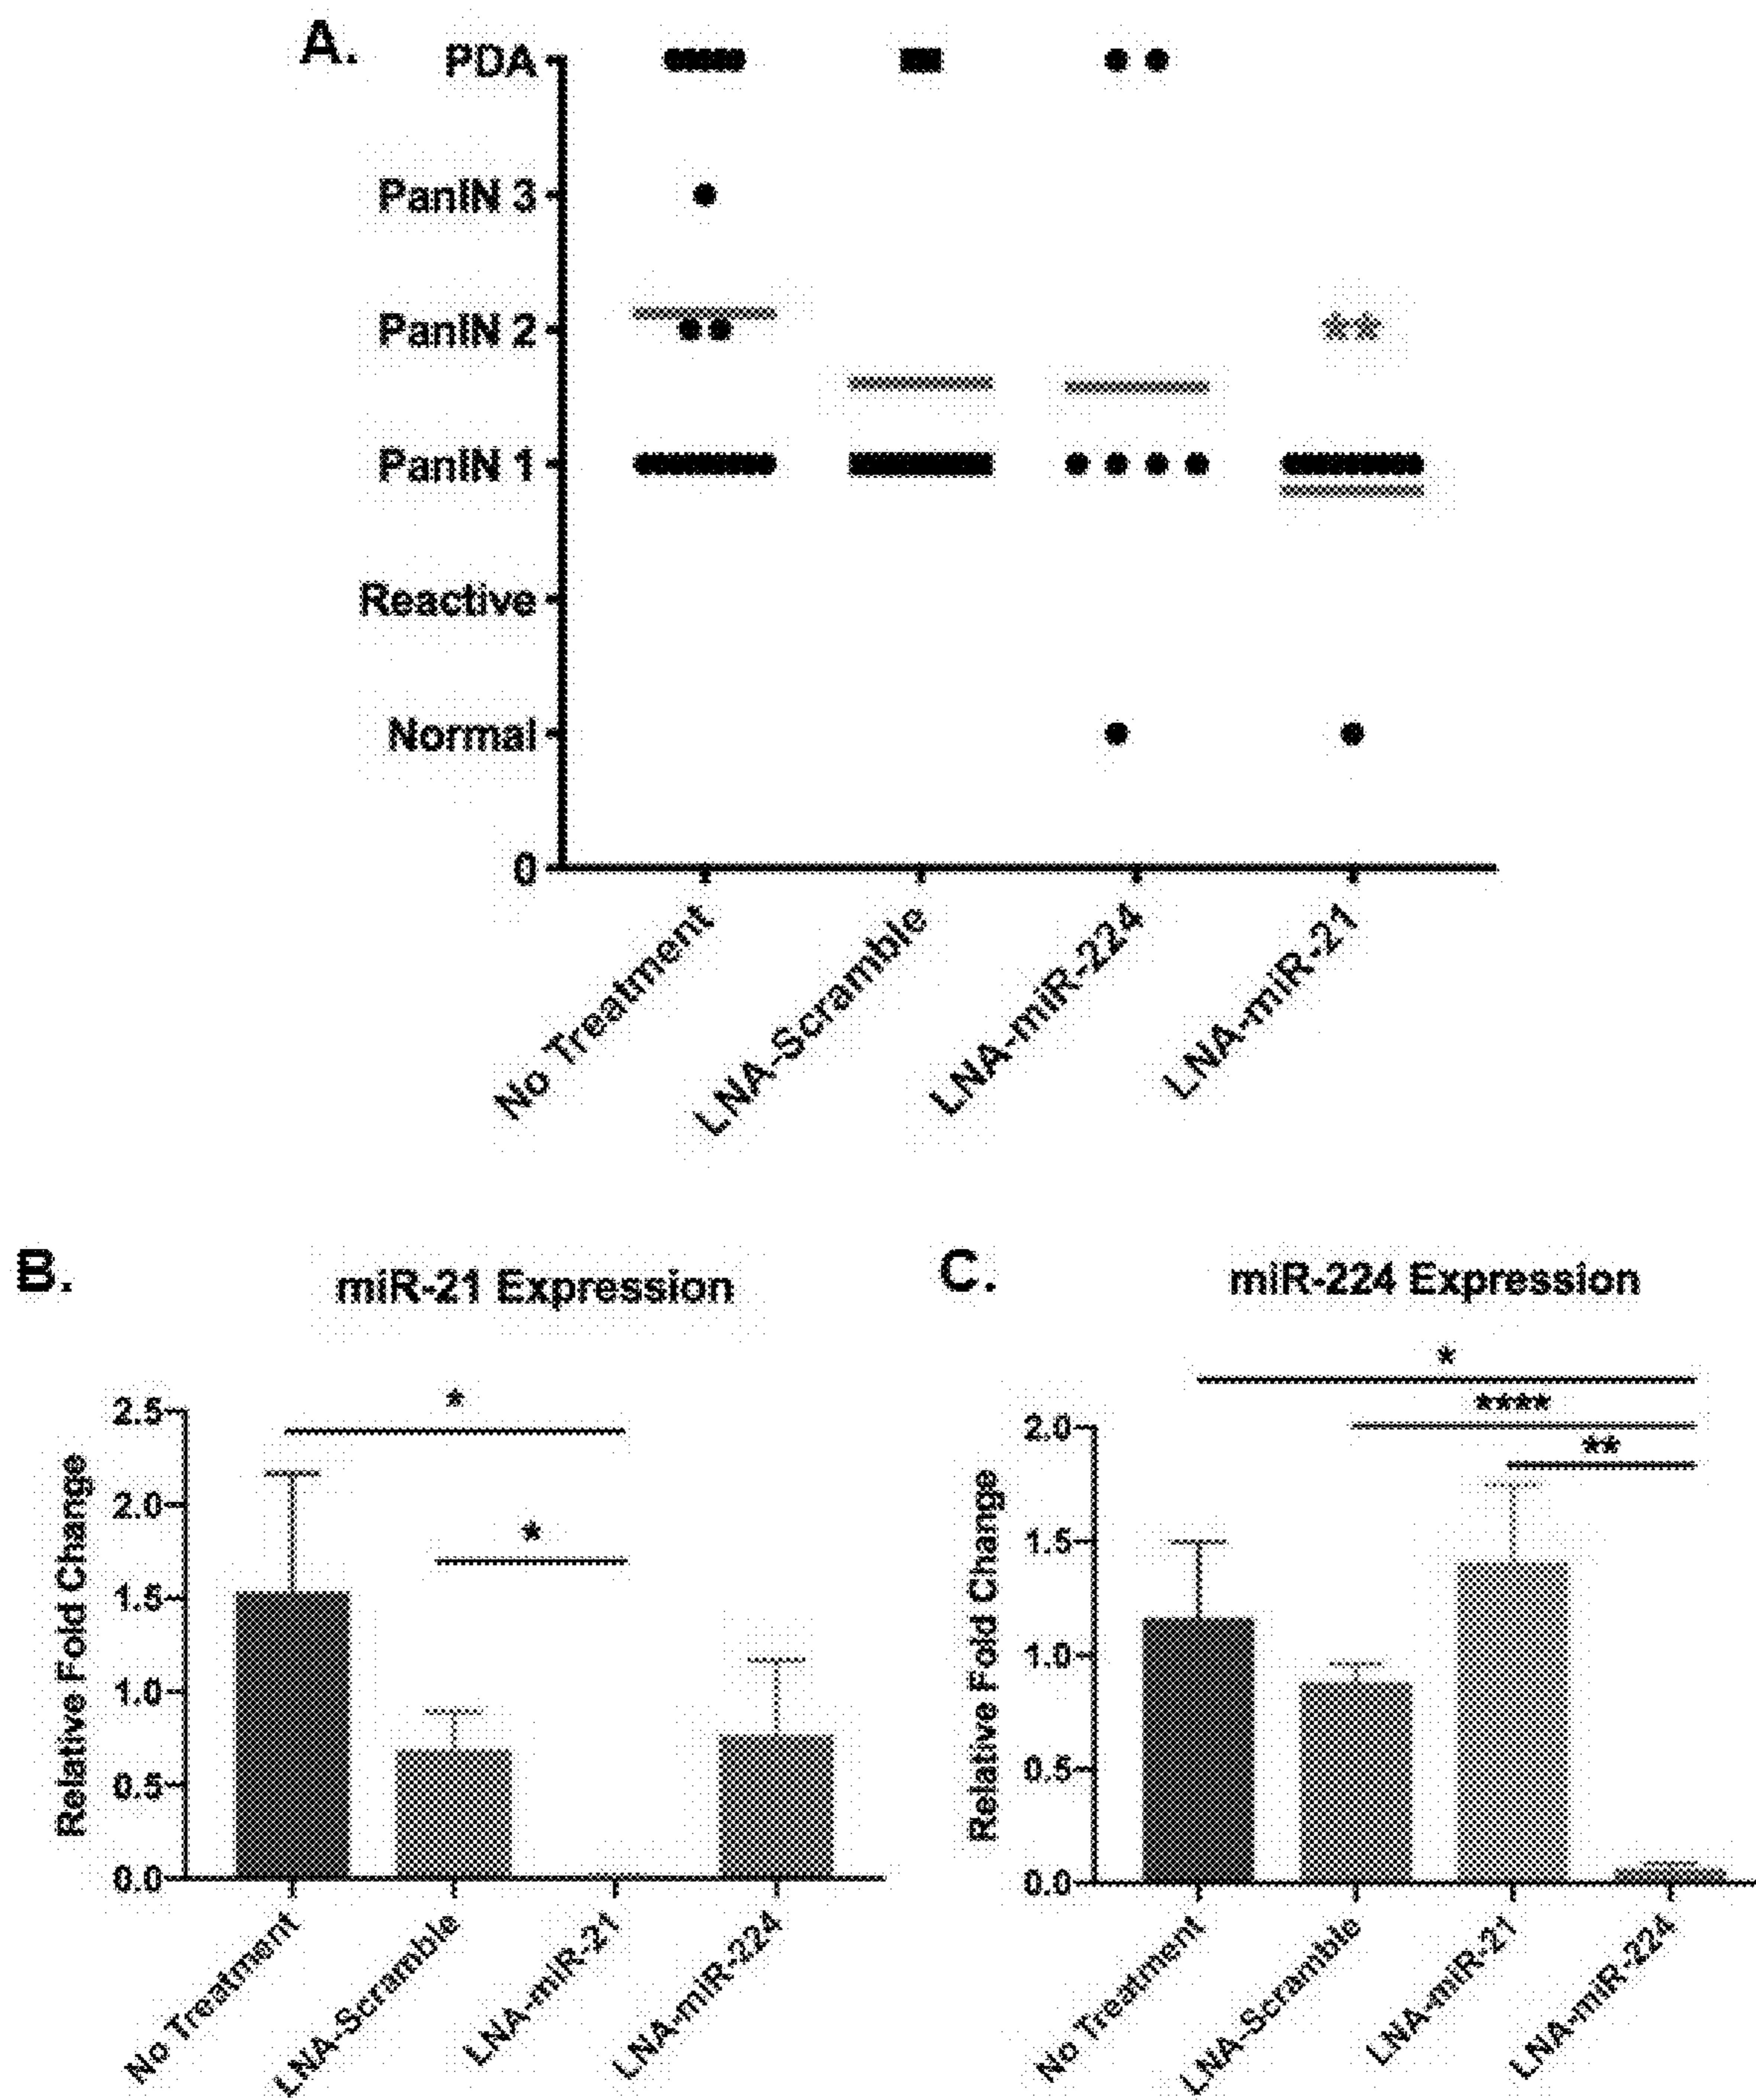 A.
PDA
PanIN 3
PanIN 2
**
PanIN 1
Reactive
Normal
0
No Treatment
LNA-Scramble
LNA-miR-224
LNA-miR-21
B.
miR-21 Expression
*
*
Relative Fold Change
2.5
2.0
1.5
1.0
0.5
0.0
No Treatment
LNA-Scramble
LNA-miR-21
LNA-miR-224
C.
miR-224 Expression
*
****
**
Relative Fold Change
2.0
1.5
1.0
0.5
0.0
No Treatment
LNA-Scramble
LNA-miR-21
LNA-miR-224